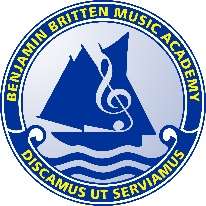 BENJAMIN BRITTEN MUSIC ACADEMY
DISCAMUS UT SERVIAMUS